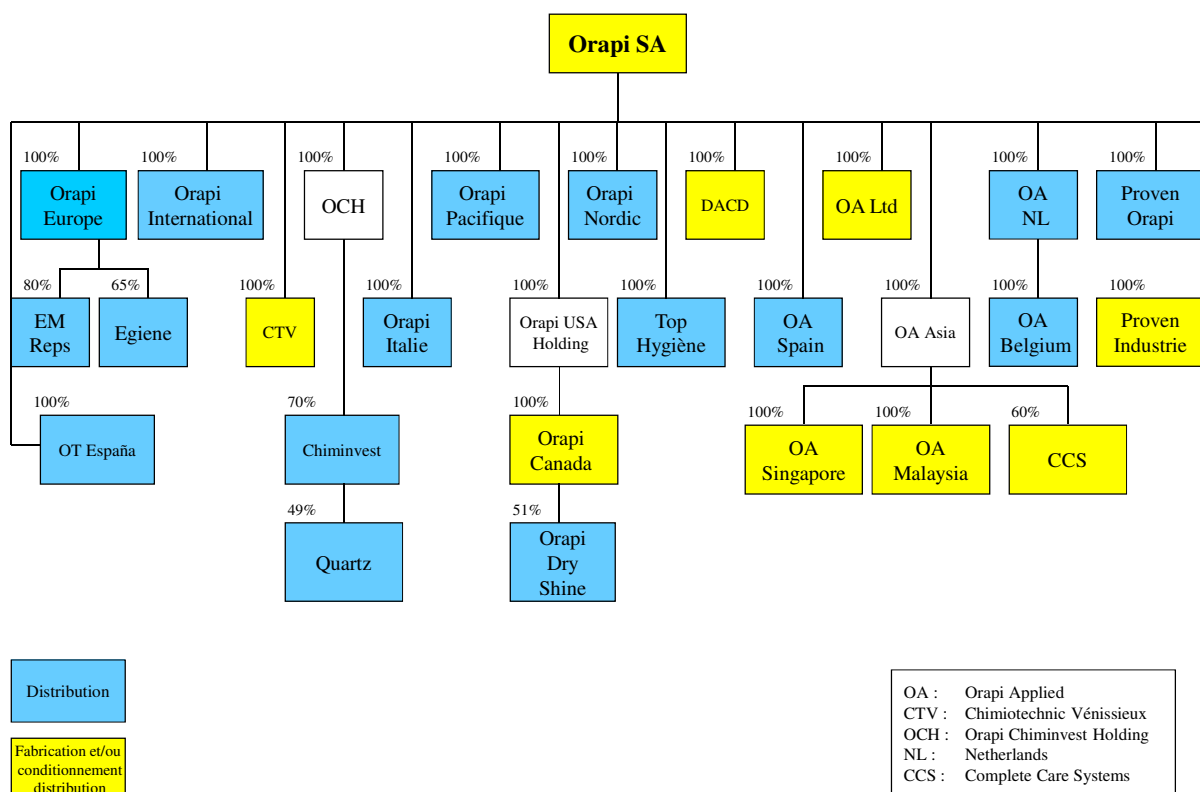 Orapi SA
100%
Orapi
Europe
100%
Orapi
International
100%
OCH
100%
Orapi
Pacifique
100%
Orapi
Nordic
100%
DACD
100%
OA Ltd
100%
OA
NL
100%
Proven
Orapi
80%
EM
Reps
65%
Egiene
100%
CTV
100%
Orapi
Italie
100%
Orapi USA
Holding
100%
Top
Hygiène
100%
OA
Spain
100%
OA Asia
100%
OA
Belgium
100%
Proven
Industrie
100%
OT España
70%
Chiminvest
100%
Orapi
Canada
100%
OA
Singapore
100%
OA
Malaysia
60%
CCS
49%
Quartz
51%
Orapi
Dry
Shine
Distribution
Fabrication et/ou
conditionnement
distribution
OA : Orapi Applied
CTV : Chimiotechnic Vénissieux
OCH : Orapi Chiminvest Holding
NL : Netherlands
CCS : Complete Care Systems